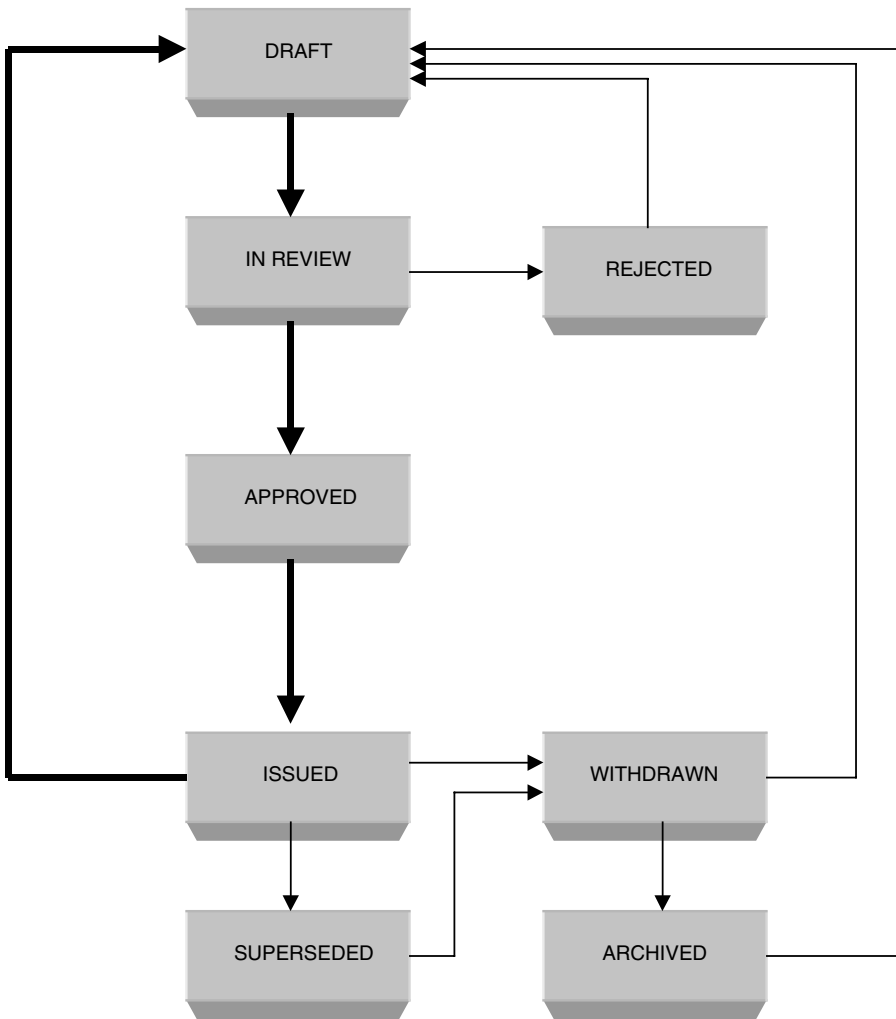 DRAFT
IN REVIEW
REJECTED
APPROVED
ISSUED
WITHDRAWN
SUPERSEDED
ARCHIVED